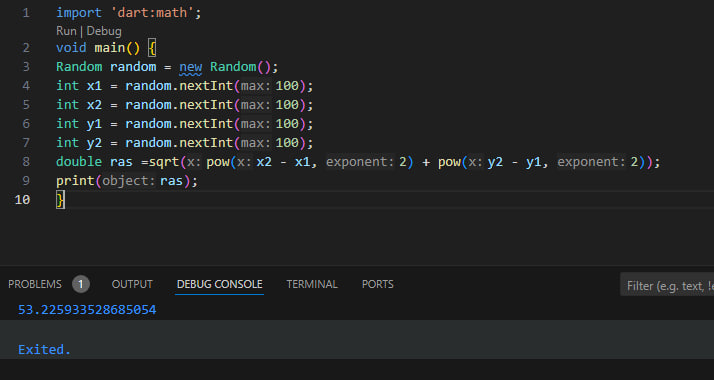 1 import 'dart:math';
Run | Debug
2 void main() {
3 Random random = new Random();
4 int x1 = random.nextInt(max: 100);
5 int x2 = random.nextInt(max: 100);
6 int y1 = random.nextInt(max: 100);
7 int y2 = random.nextInt(max: 100);
8 double ras =sqrt(x: pow(x: x2 - x1, exponent: 2) + pow(x: y2 - y1, exponent: 2));
9 print(object: ras);
10 }
PROBLEMS 1 OUTPUT DEBUG CONSOLE TERMINAL PORTS Filter (e.g. text, !e
53.225933528685054
Exited.